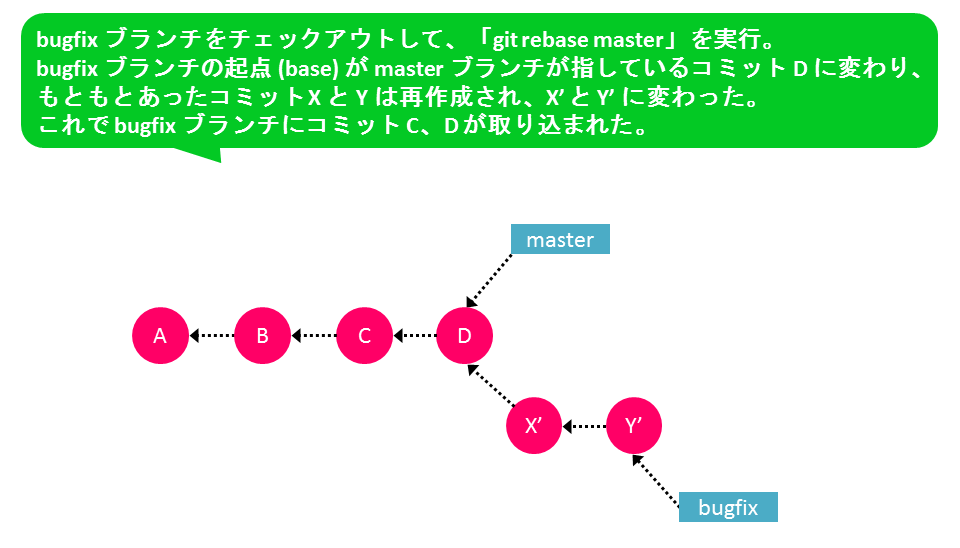 bugfix ブランチをチェックアウトして、「git rebase master」を実行。
bugfix ブランチの起点 (base) が master ブランチが指しているコミット D に変わり、
もともとあったコミット X と Y は再作成され、X’ と Y’ に変わった。
これで bugfix ブランチにコミット C、D が取り込まれた。
master
A B C D
X’ Y’
bugfix